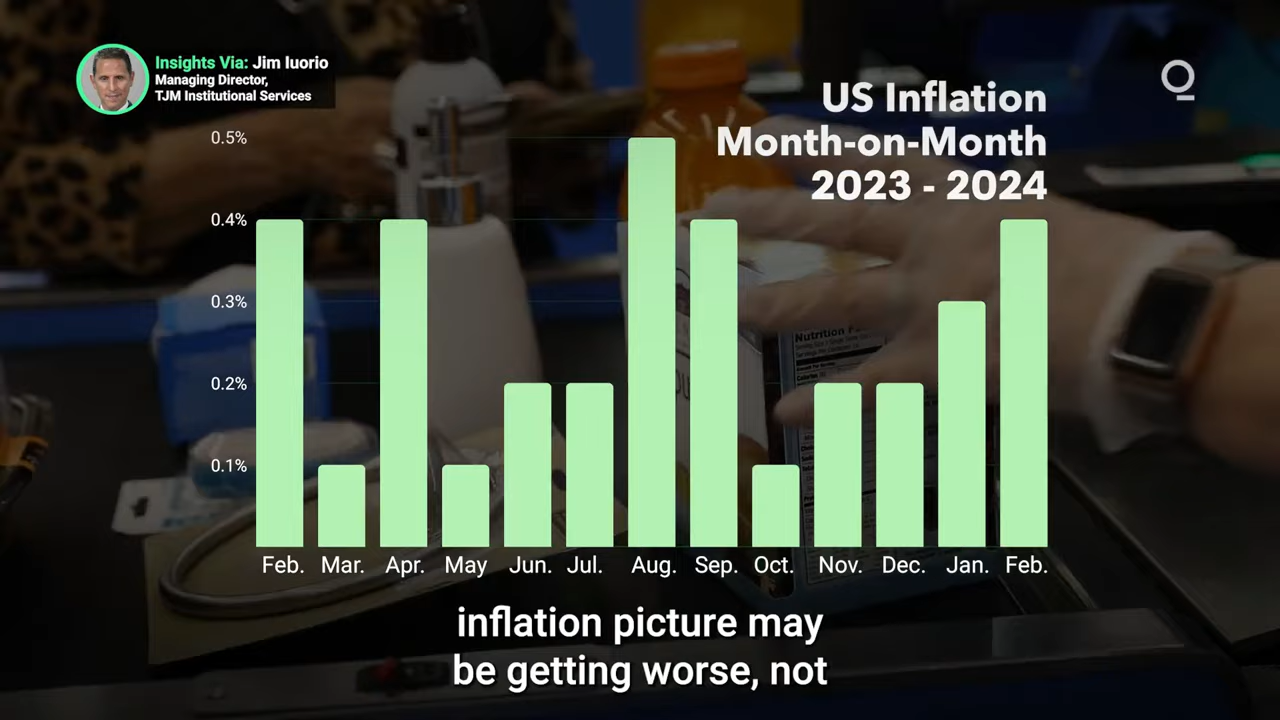 Insights Via: Jim Iuorio
Managing Director,
TJM Institutional Services
US Inflation
Month-on-Month
2023 - 2024
0.5%
0.4%
0.3%
0.2%
0.1%
Feb. Mar. Apr. May Jun. Jul. Aug. Sep. Oct. Nov. Dec. Jan. Feb.
Nutrition
inflation picture may
be getting worse, not